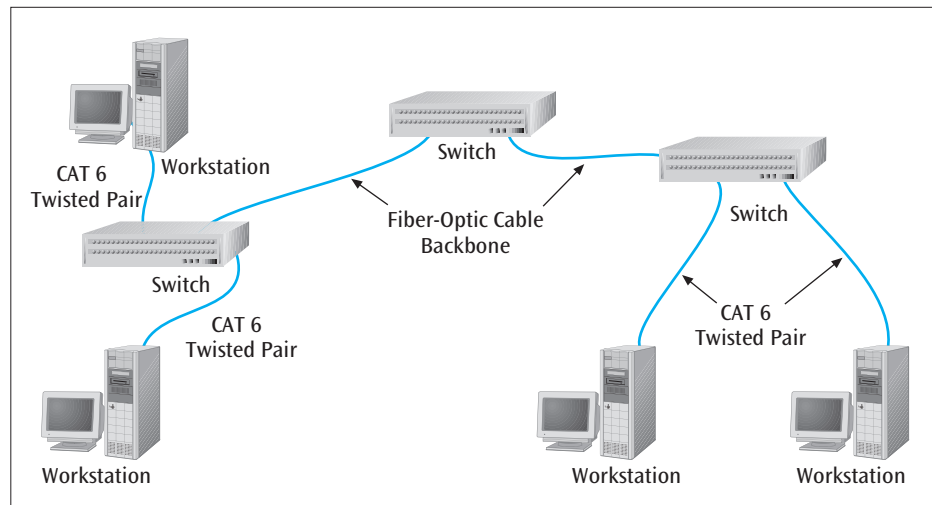 CAT 6
Twisted Pair
Workstation
Switch
Switch
Fiber-Optic Cable
Backbone
Switch
CAT 6
Twisted Pair
CAT 6
Twisted Pair
Workstation
Workstation
Workstation